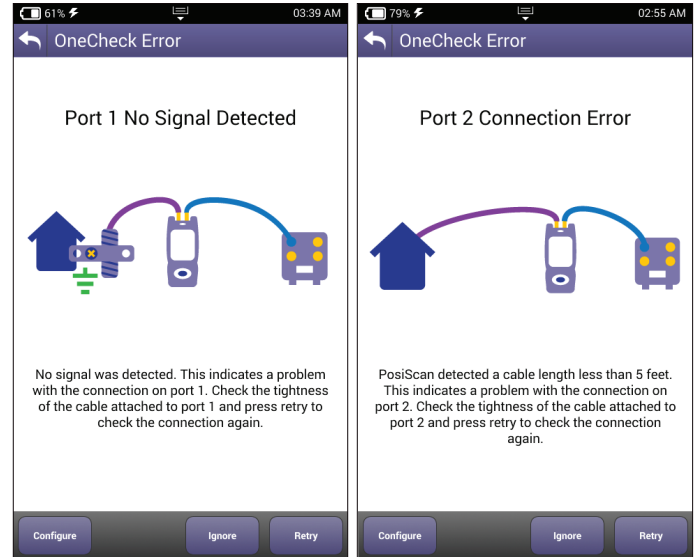 61%
03:39 AM
OneCheck Error
Port 1 No Signal Detected
No signal was detected. This indicates a problem
with the connection on port 1. Check the tightness
of the cable attached to port 1 and press retry to
check the connection again.
Configure
Ignore
Retry
79%
02:55 AM
OneCheck Error
Port 2 Connection Error
PosiScan detected a cable length less than 5 feet.
This indicates a problem with the connection on
port 2. Check the tightness of the cable attached to
port 2 and press retry to check the connection
again.
Configure
Ignore
Retry